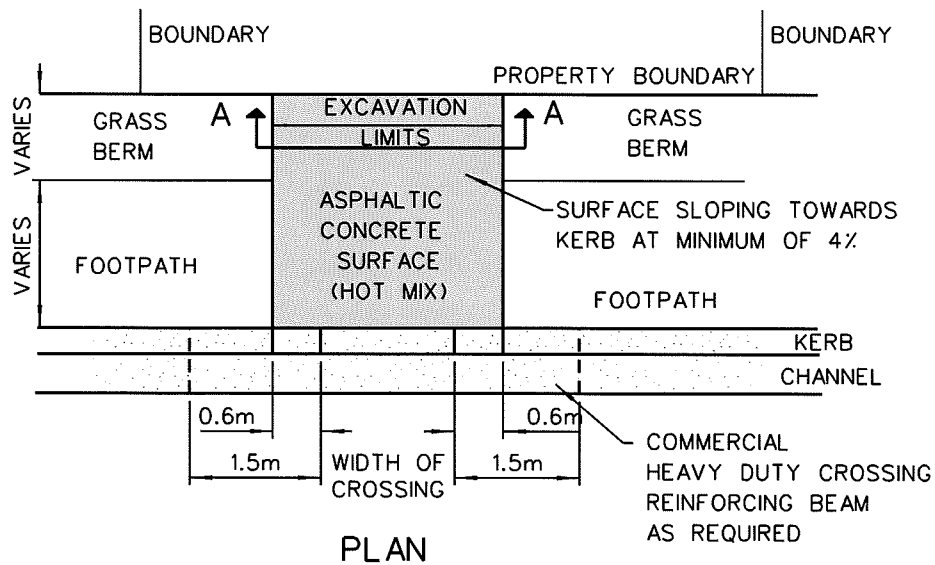 BOUNDARY
BOUNDARY
PROPERTY BOUNDARY
VARIES
GRASS
BERM
A
EXCAVATION
LIMITS
A
GRASS
BERM
VARIES
FOOTPATH
ASPHALTIC
CONCRETE
SURFACE
(HOT MIX)
SURFACE SLOPING TOWARDS
KERB AT MINIMUM OF 4%
FOOTPATH
KERB
CHANNEL
0.6m
0.6m
1.5m
WIDTH OF
CROSSING
1.5m
COMMERCIAL
HEAVY DUTY CROSSING
REINFORCING BEAM
AS REQUIRED
PLAN